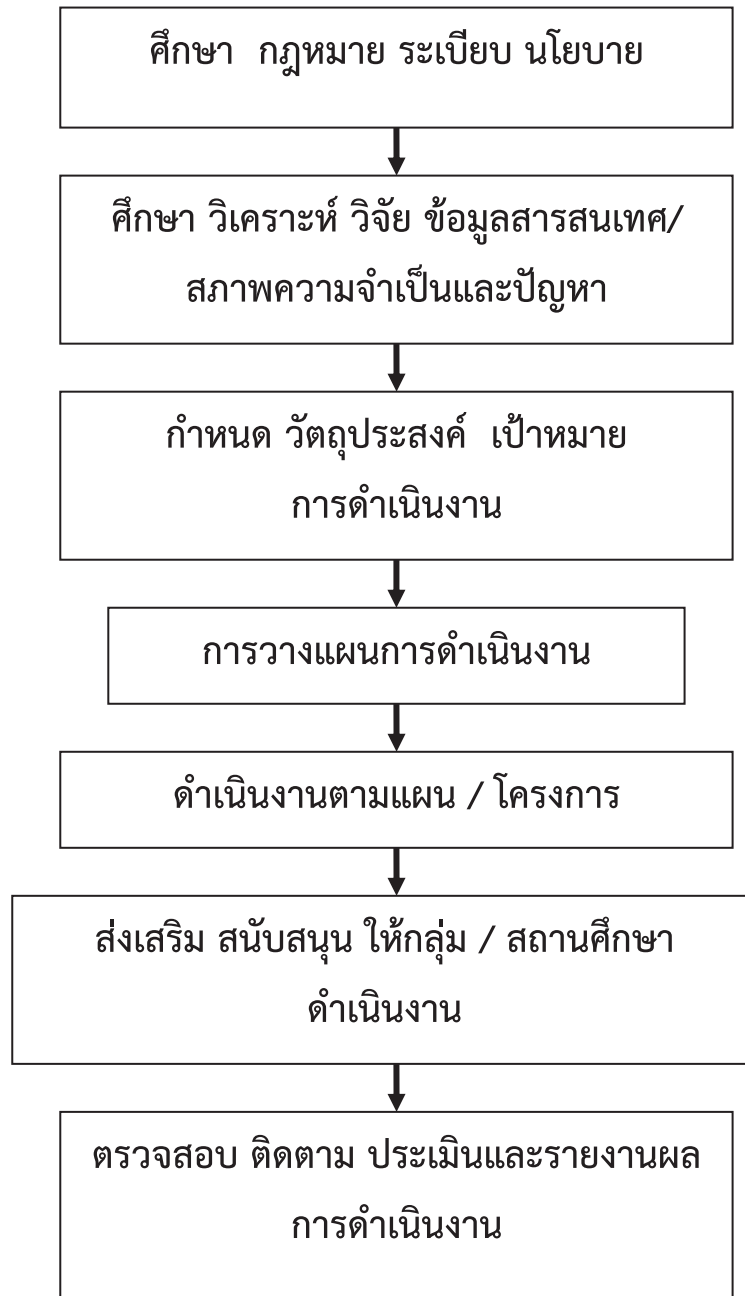 ศึกษา กฎหมาย ระเบียบ นโยบาย
ศึกษา วิเคราะห์ วิจัย ข้อมูลสารสนเทศ/
สภาพความจำเป็นและปัญหา
กำหนด วัตถุประสงค์ เป้าหมาย
การดำเนินงาน
การวางแผนการดำเนินงาน
ดำเนินงานตามแผน / โครงการ
ส่งเสริม สนับสนุน ให้กลุ่ม / สถานศึกษา
ดำเนินงาน
ตรวจสอบ ติดตาม ประเมินและรายงานผล
การดำเนินงาน